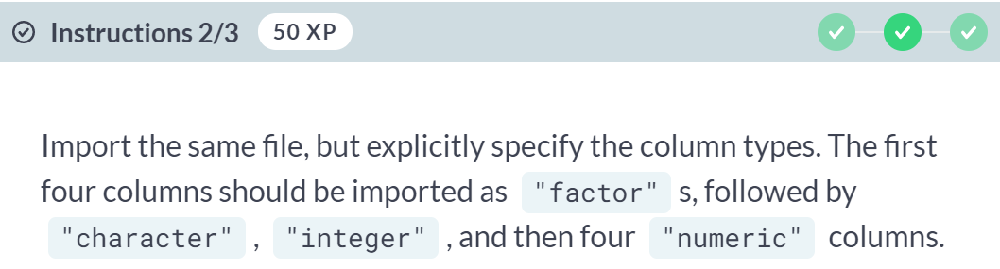 Instructions 2/3 50 XP
Import the same file, but explicitly specify the column types. The first
four columns should be imported as "factor" s, followed by
"character" , "integer" , and then four "numeric" columns.